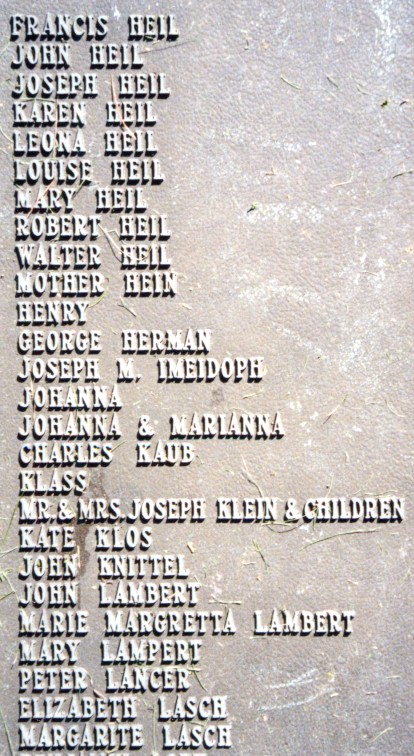 FRANCIS HEIL
JOHN HEIL
JOSEPH HEIL
KAREN HEIL
LEONA HEIL
LOUISE HEIL
MARY HEIL
ROBERT HEIL
WALTER HEIL
MOTHER HEIN
HENRY
GEORGE HERMAN
JOSEPH M. IMEIDOPH
JOHANNA
JOHANNA & MARIANNA
CHARLES KAUB
KLASS
MR. & MRS. JOSEPH KLEIN & CHILDREN
KATE KLOS
JOHN KNITTEL
JOHN LAMBERT
MARIE MARGRETTA LAMBERT
MARY LAMPERT
PETER LANCER
ELIZABETH LASCH
MARGARITE LASCH